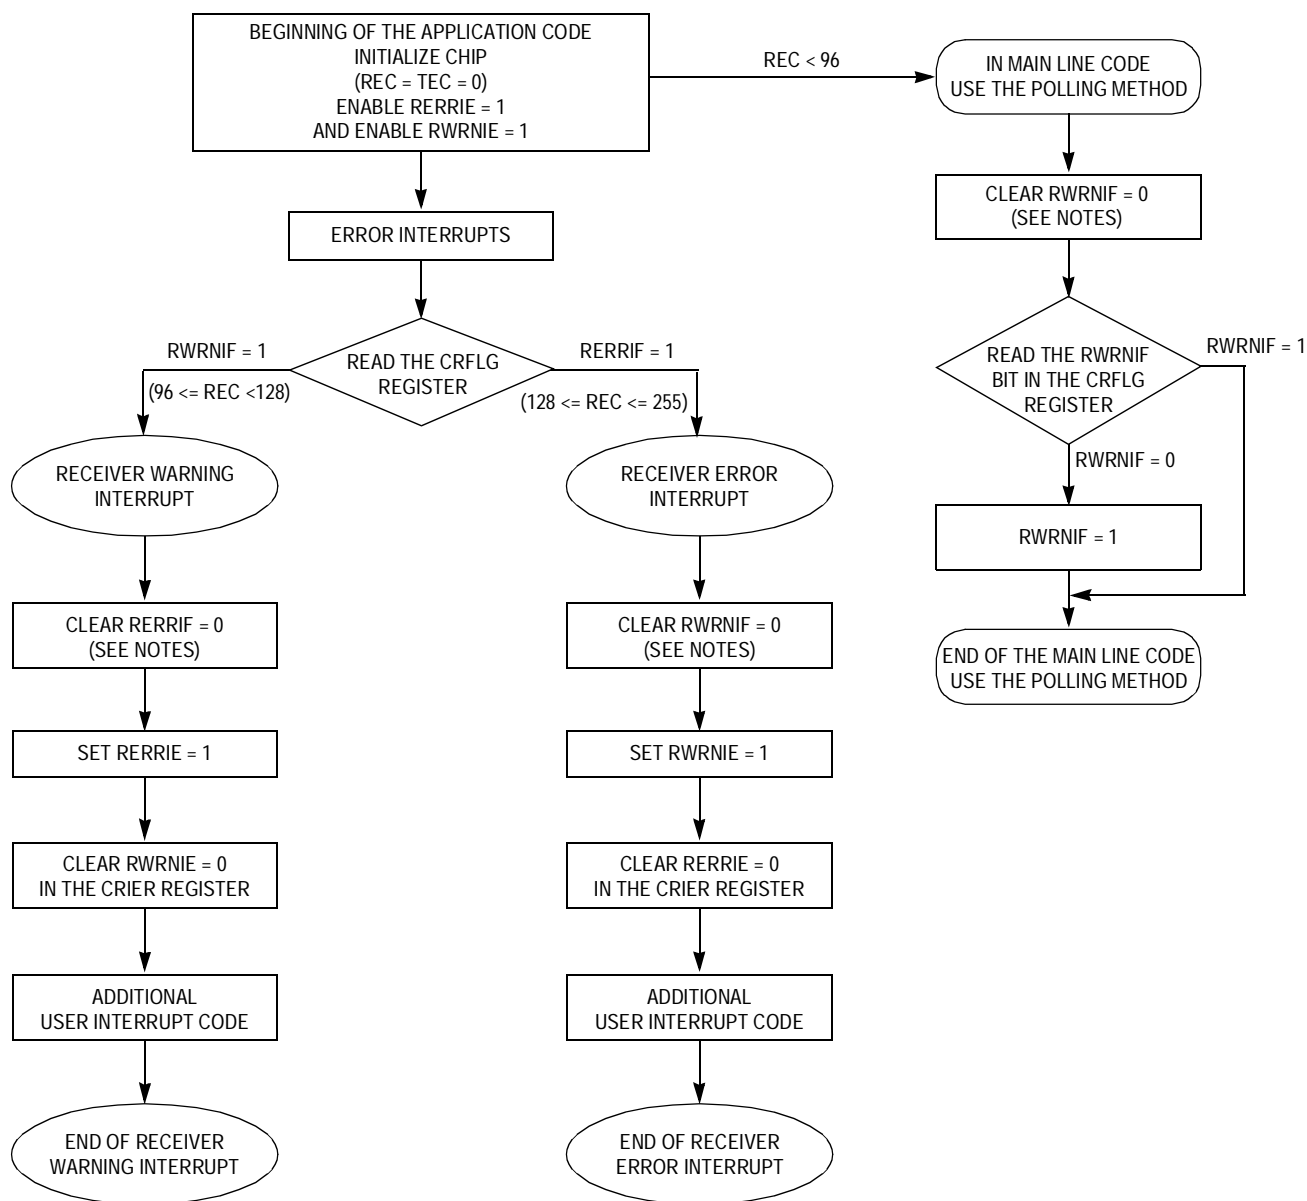 BEGINNING OF THE APPLICATION CODE
INITIALIZE CHIP
(REC = TEC = 0)
ENABLE RERRIE = 1
AND ENABLE RWRNIE = 1
REC < 96
IN MAIN LINE CODE
USE THE POLLING METHOD
CLEAR RWRNIF = 0
(SEE NOTES)
ERROR INTERRUPTS
READ THE CRFLG
REGISTER
RWRNIF = 1
(96 <= REC <128)
RERRIF = 1
(128 <= REC <= 255)
READ THE RWRNIF
BIT IN THE CRFLG
REGISTER
RWRNIF = 1
RWRNIF = 0
RWRNIF = 1
END OF THE MAIN LINE CODE
USE THE POLLING METHOD
RECEIVER WARNING
INTERRUPT
CLEAR RERRIF = 0
(SEE NOTES)
SET RERRIE = 1
CLEAR RWRNIE = 0
IN THE CRIER REGISTER
ADDITIONAL
USER INTERRUPT CODE
END OF RECEIVER
WARNING INTERRUPT
RECEIVER ERROR
INTERRUPT
CLEAR RWRNIF = 0
(SEE NOTES)
SET RWRNIE = 1
CLEAR RERRIE = 0
IN THE CRIER REGISTER
ADDITIONAL
USER INTERRUPT CODE
END OF RECEIVER
ERROR INTERRUPT